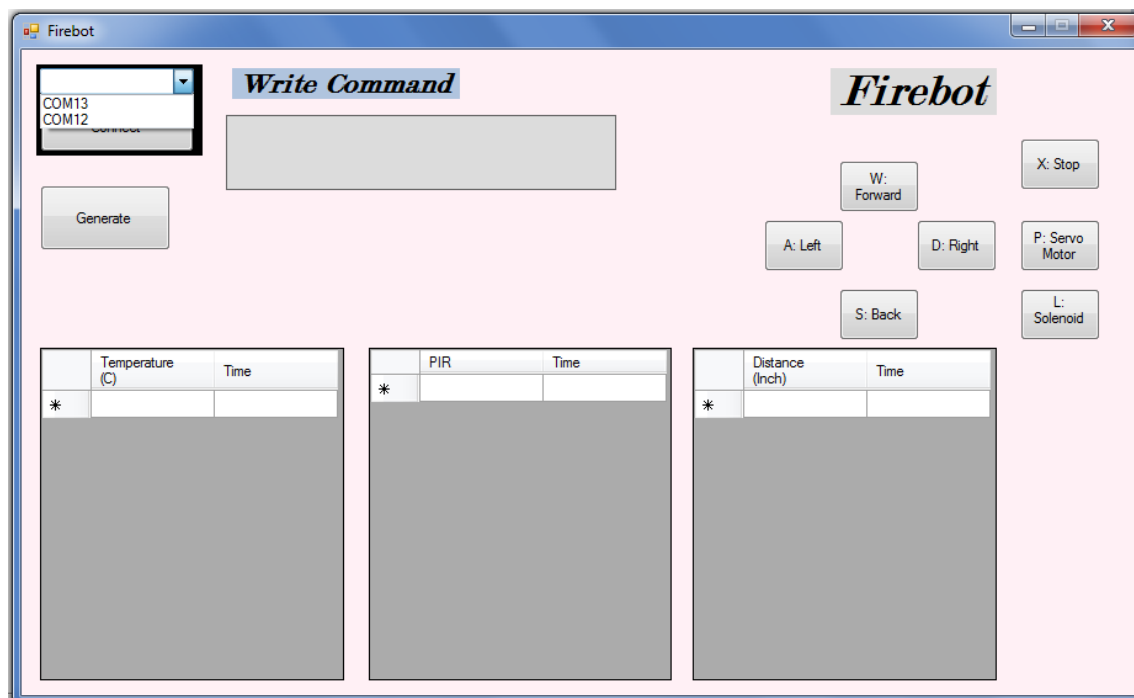 Firebot
COM13
COM12
Connect
Write Command
Firebot
X: Stop
W:
Forward
Generate
A: Left
D: Right
P: Servo
Motor
S: Back
L:
Solenoid
Temperature
(C)
Time
PIR
Time
Distance
(Inch)
Time